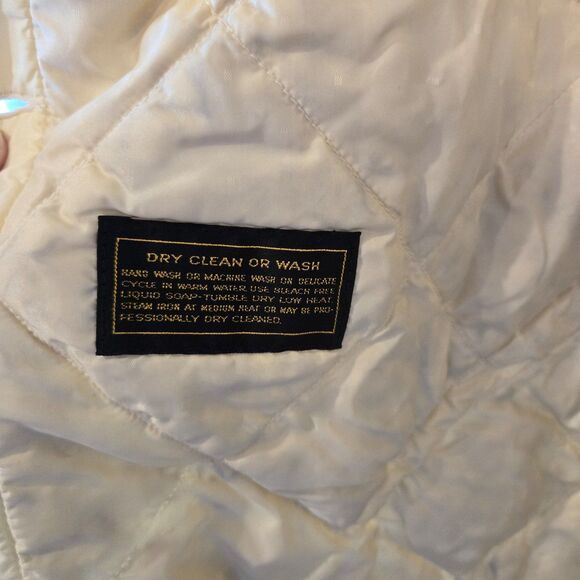 DRY CLEAN OR WASH
HAND WASH OR MACHINE WASH ON DELICATE
CYCLE IN WARM WATER USE BLEACH FREE
LIQUID SOAP-TUMBLE DRY LOW HEAT.
STEAM IRON AT MEDIUM HEAT OR MAY BE PRO-
FESSIONALLY DRY CLEANED.